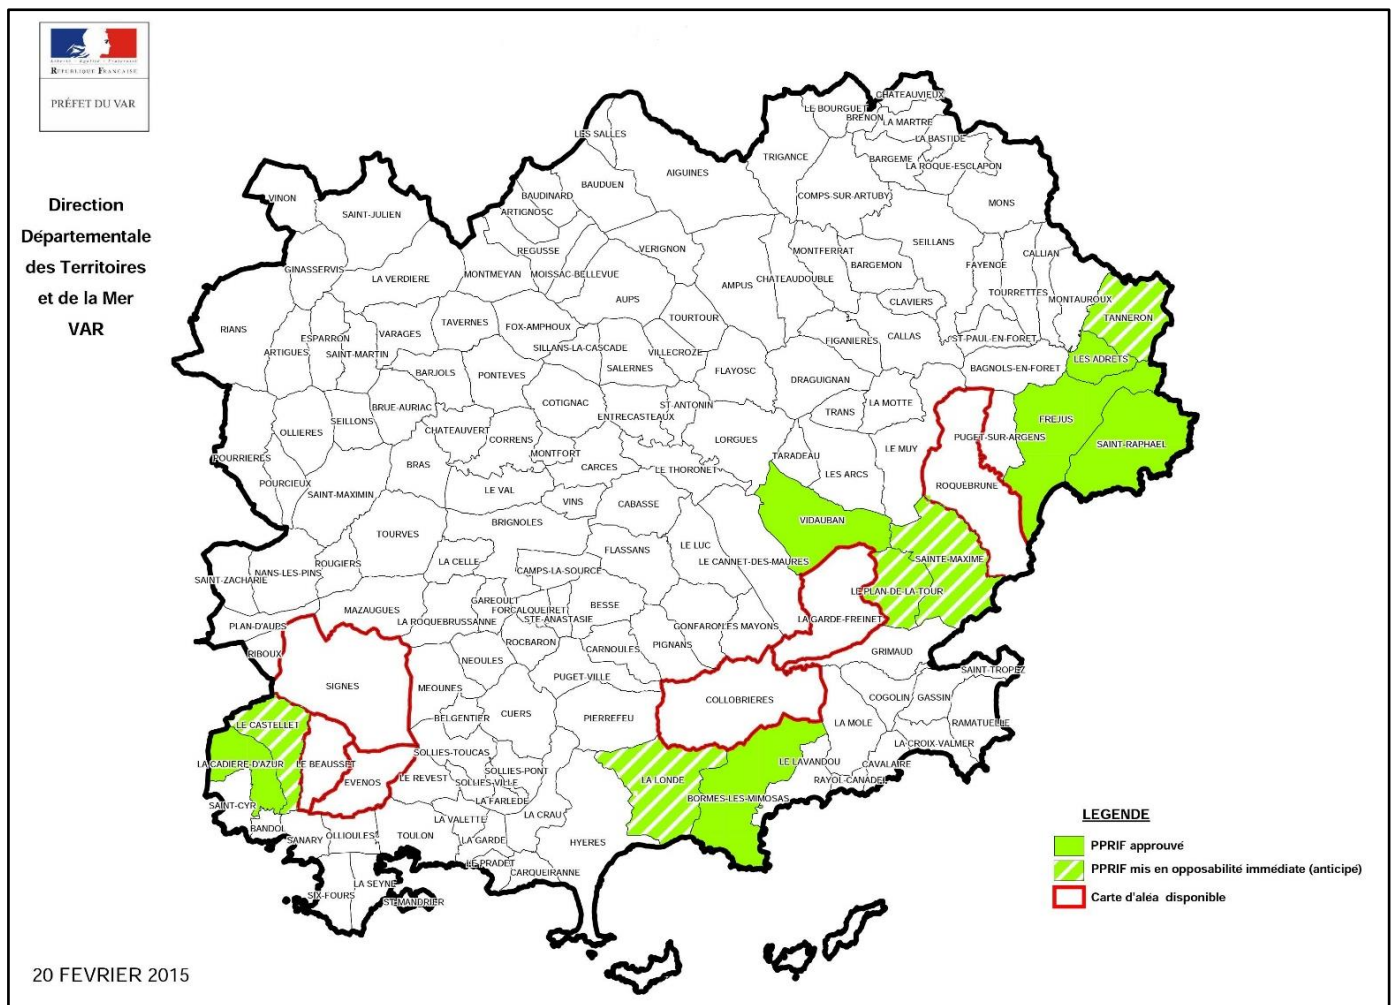 Liberté • Égalité • Fraternité
RÉPUBLIQUE FRANÇAISE
PRÉFET DU VAR
Direction
Départementale
des Territoires
et de la Mer
VAR
CHATEAUVIEUX
LE BOURGUET
BRENON
LA MARTRE
LES SALLES
LA BASTIDE
TRIGANCE
BARGEME
LA ROQUE-ESCLAPON
AIGUINES
BAUDUEN
BAUDINARD
COMPS-SUR-ARTUBY
VINON
MONS
ARTIGNOSC
SAINT-JULIEN
SEILLANS
REGUSSE
VERIGNON
MONTFERRAT
CALLIAN
GINASSERVIS
BARGEMON
FAYENCE
MONTMEYAN
MOISSAC-BELLEVUE
LA VERDIERE
CHATEAUDOUBLE
AMPUS
TOURRETTES
AUPS
CLAVIERS
MONTAUROUX
TANNERON
TOURTOUR
TAVERNES
RIANS
FOX-AMPHOUX
VARAGES
ESPARRON
CALLAS
ST-PAUL-EN-FORET
FIGANIERES
SILLANS-LA-CASCADE
VILLECROZE
ARTIGUES
SAINT-MARTIN
LES ADRETS
SALERNES
BAGNOLS-EN-FORET
FLAYOSC
BARJOLS
PONTEVES
DRAGUIGNAN
LA MOTTE
COTIGNAC
ST-ANTONIN
BRUE-AURIAC
TRANS
ENTRECASTEAUX
FREJUS
SEILLONS
OLLIERES
CHATEAUVERT
CORRENS
LORGUES
PUGET-SUR-ARGENS
SAINT-RAPHAEL
LE MUY
MONTFORT
TARADEAU
POURRIERES
BRAS
CARCES
LE THORONET
LES ARCS
POURCIEUX
ROQUEBRUNE
LE VAL
SAINT-MAXIMIN
VINS
CABASSE
VIDAUBAN
BRIGNOLES
TOURVES
LE LUC
FLASSANS
SAINTE-MAXIME
LA CELLE
LE CANNET-DES-MAURES
ROUGIERS
NANS-LES-PINS
CAMPS-LA-SOURCE
SAINT-ZACHARIE
LE PLAN-DE-LA-TOUR
GAREOULT
BESSE
FORCALQUEIRET
MAZAUGUES
STE-ANASTASIE
LA GARDE-FREINET
LA ROQUEBRUSSANNE
PLAN-D'AUPS
GONFARON
LES MAYONS
ROCBARON
PIGNANS
CARNOULES
GRIMAUD
RIBOUX
NEOULES
SAINT-TROPEZ
PUGET-VILLE
SIGNES
MEOUNES
COGOLIN
GASSIN
COLLOBRIERES
CUERS
BELGENTIER
PIERREFEU
LA MOLE
RAMATUELLE
LE CASTELLET
LA CROIX-VALMER
SOLLIES-TOUCAS
LA CADIERE-D'AZUR
LE BEAUSSET
LE LAVANDOU
CAVALAIRE
SOLLIES-PONT
LE REVEST
LA LONDE
RAYOL-CANADEL
EVENOS
SOLLIES-VILLE
BORMES-LES-MIMOSAS
LA FARLEDE
SAINT-CYR
LA CRAU
LA VALETTE
BANDOL
OLLIOULES
TOULON
SANARY
LA GARDE
HYERES
LE PRADET
CARQUEIRANNE
LA SEYNE
SIX-FOURS
ST-MANDRIER
LEGENDE
PPRIF approuvé
PPRIF mis en opposabilité immédiate (anticipé)
Carte d'aléa disponible
20 FEVRIER 2015